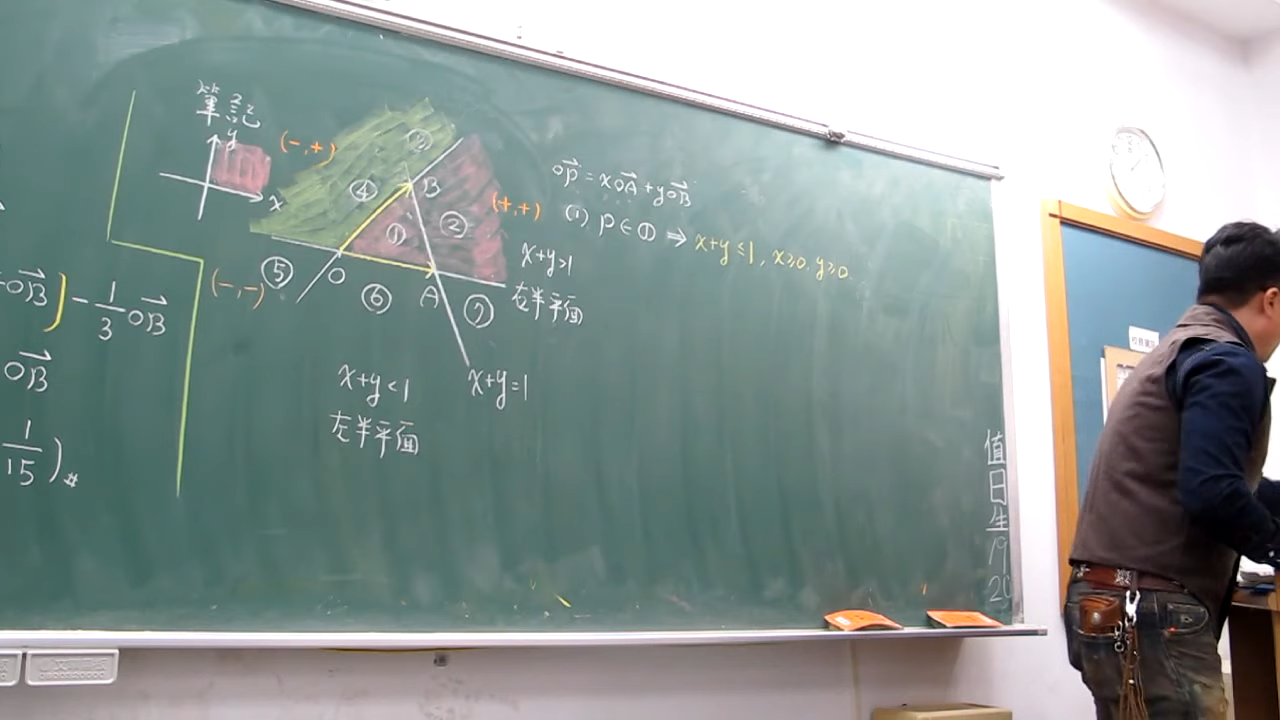 筆記
y
x
(-,+)
③
④
B
(+,+)
①
②
⑤
O
(-,-)
⑥
A
⑦
x+y>1
右半平面
x+y<1
左半平面
x+y=1
OP = xOA + yOB
(1) P ∈ ① ⇒ x+y ≤ 1, x≥0, y≥0.
OB) - 1/3 OB
OB
1/15)
值日生 19